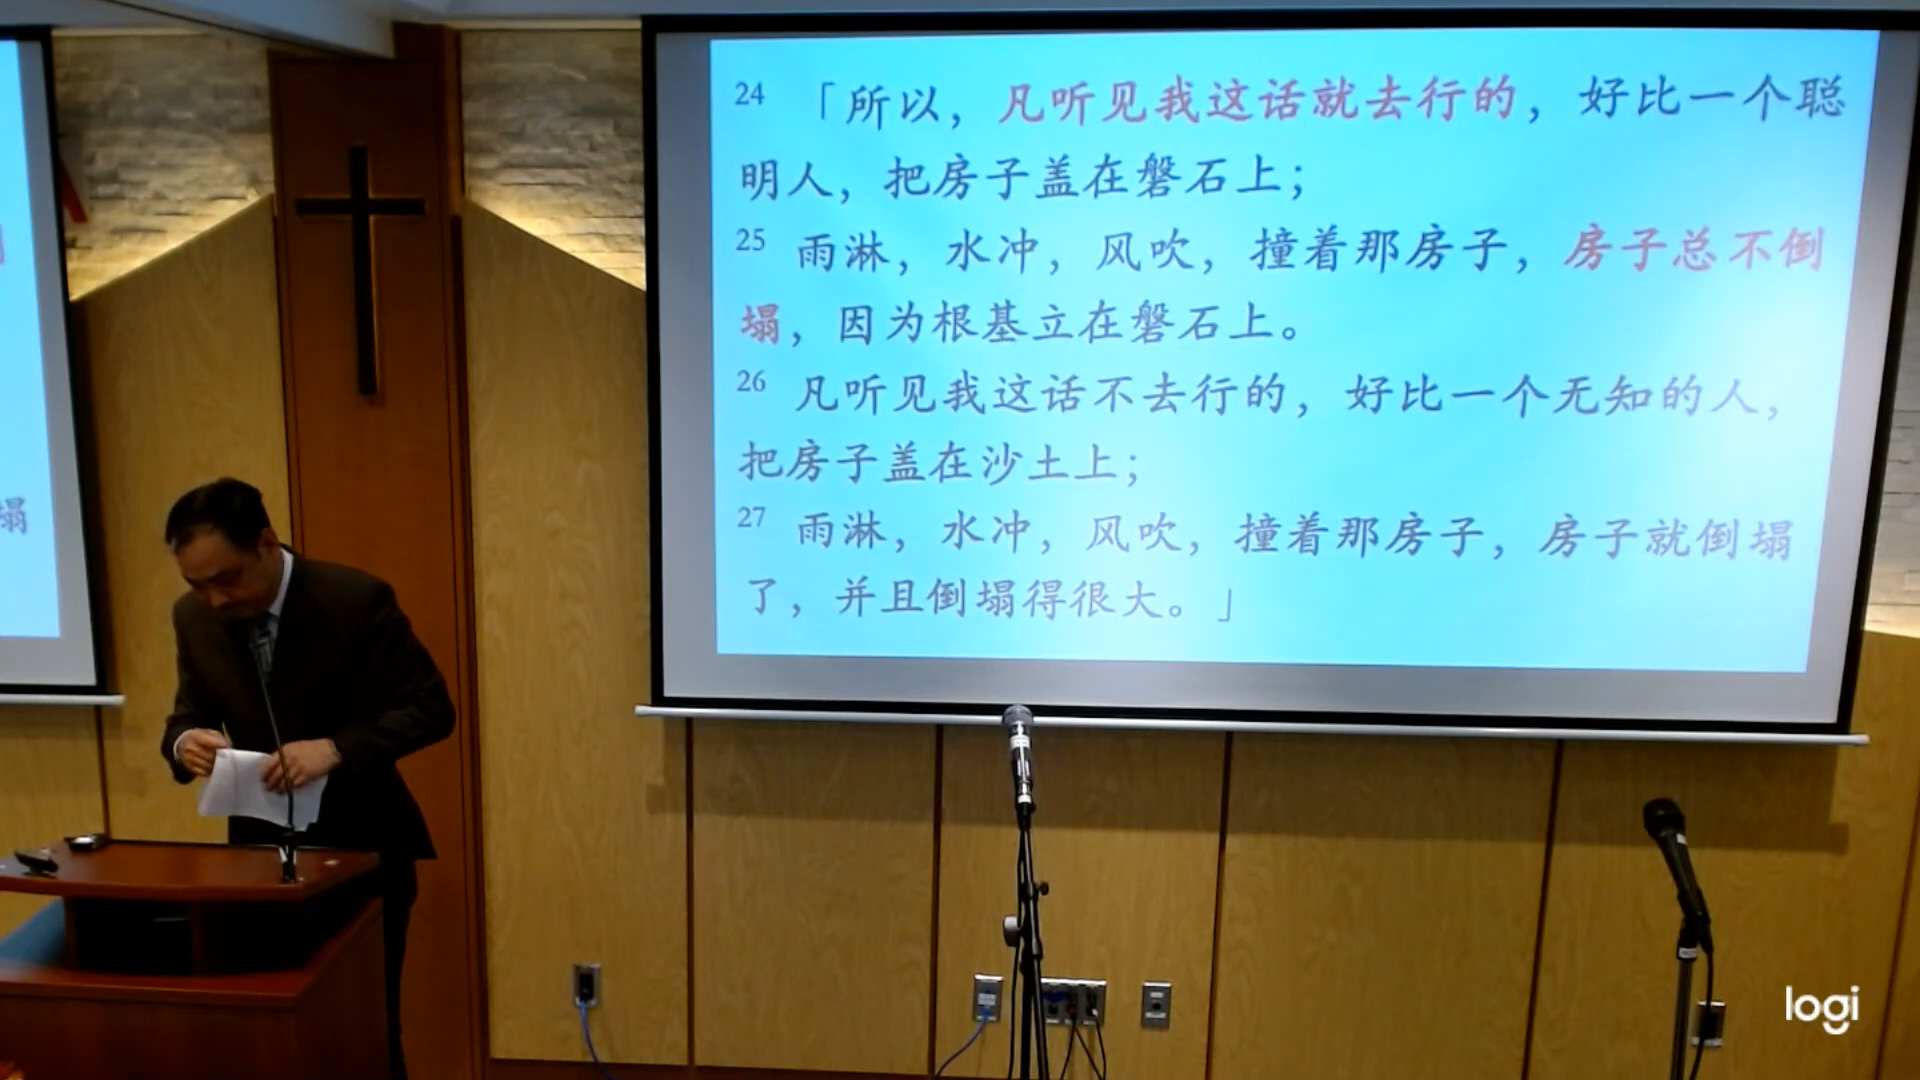 24 「所以，凡听见我这话就去行的，好比一个聪
明人，把房子盖在磐石上；
25 雨淋，水冲，风吹，撞着那房子，房子总不倒
塌，因为根基立在磐石上。
26 凡听见我这话不去行的，好比一个无知的人，
把房子盖在沙土上；
27 雨淋，水冲，风吹，撞着那房子，房子就倒塌
了，并且倒塌得很大。」
塌
logi